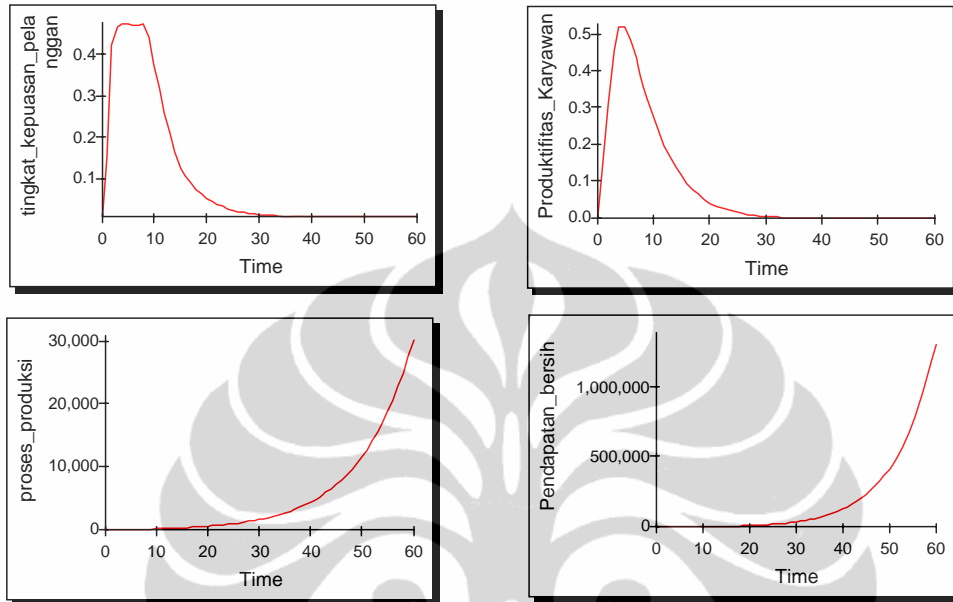 tingkat_kepuasan_pela
nggan
0.4
0.3
0.2
0.1
0 10 20 30 40 50 60
Time
Produktifitas_Karyawan
0.5
0.4
0.3
0.2
0.1
0.0
0 10 20 30 40 50 60
Time
proses_produksi
30,000
20,000
10,000
0
0 10 20 30 40 50 60
Time
Pendapatan_bersih
1,000,000
500,000
0
0 10 20 30 40 50 60
Time